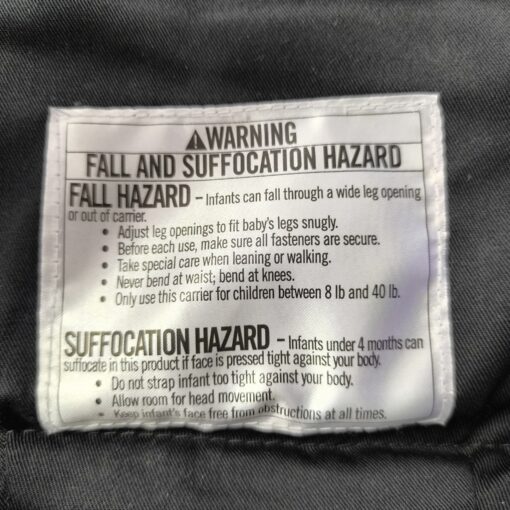 ⚠WARNING
FALL AND SUFFOCATION HAZARD
FALL HAZARD – Infants can fall through a wide leg opening
or out of carrier.
• Adjust leg openings to fit baby's legs snugly.
• Before each use, make sure all fasteners are secure.
• Take special care when leaning or walking.
• Never bend at waist; bend at knees.
• Only use this carrier for children between 8 lb and 40 lb.
SUFFOCATION HAZARD – Infants under 4 months can
suffocate in this product if face is pressed tight against your body.
• Do not strap infant too tight against your body.
• Allow room for head movement.
• Keep infant's face free from obstructions at all times.